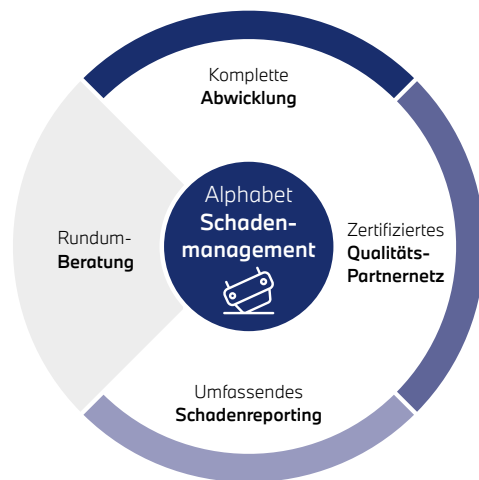 Komplette
Abwicklung
Alphabet
Schaden-
management
Rundum-
Beratung
Zertifiziertes
Qualitäts-
Partnernetz
Umfassendes
Schadenreporting